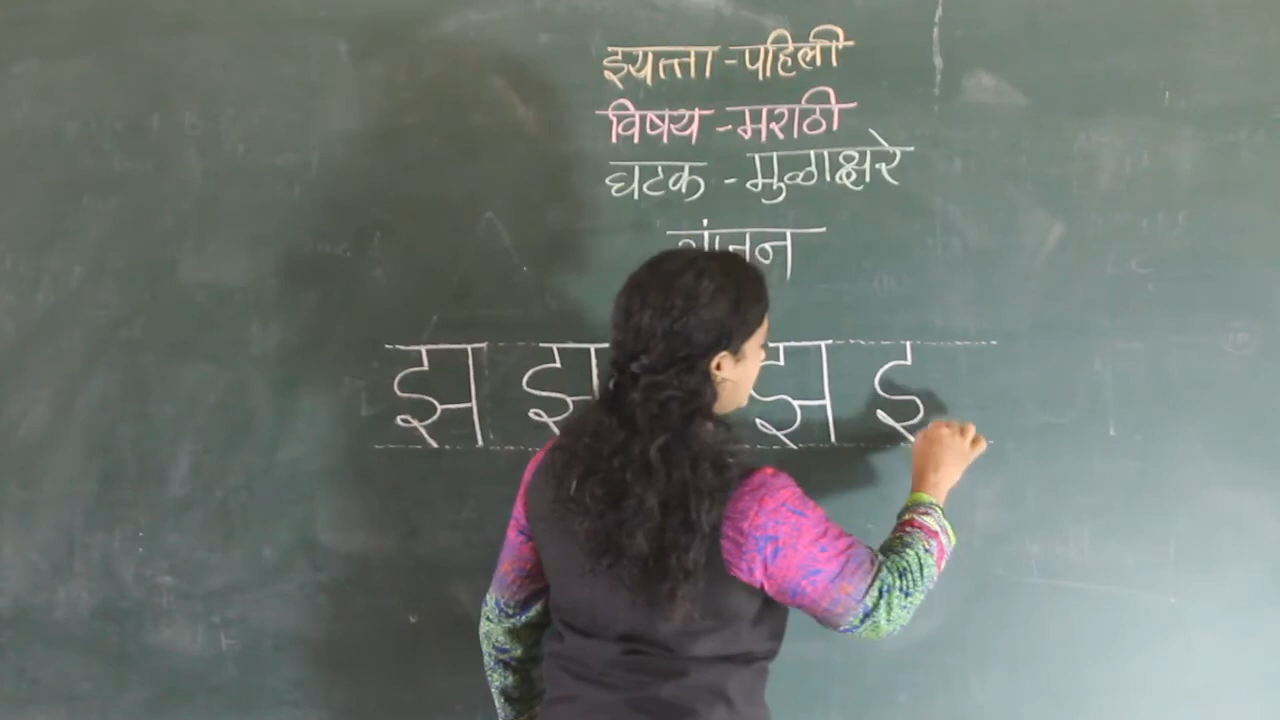 इयत्ता - पहिली
विषय - मराठी
घटक - मुळाक्षरे
झ झ झ इ